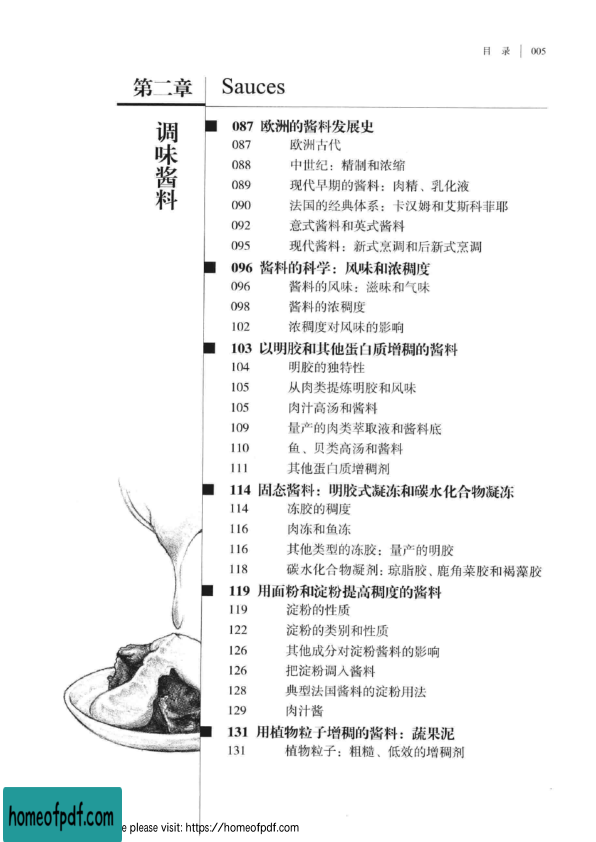 目 录 | 005
第二章 Sauces
调味酱料
■ 087 欧洲的酱料发展史
087 欧洲古代
088 中世纪：精制和浓缩
089 现代早期的酱料：肉精、乳化液
090 法国的经典体系：卡汉姆和艾斯科菲耶
092 意式酱料和英式酱料
095 现代酱料：新式烹调和后新式烹调
■ 096 酱料的科学：风味和浓稠度
096 酱料的风味：滋味和气味
098 酱料的浓稠度
102 浓稠度对风味的影响
■ 103 以明胶和其他蛋白质增稠的酱料
104 明胶的独特性
105 从肉类提炼明胶和风味
105 肉汁高汤和酱料
109 量产的肉类萃取液和酱料底
110 鱼、贝类高汤和酱料
111 其他蛋白质增稠剂
■ 114 固态酱料：明胶式凝冻和碳水化合物凝冻
114 冻胶的稠度
116 肉冻和鱼冻
116 其他类型的冻胶；量产的明胶
118 碳水化合物凝剂：琼脂胶、鹿角菜胶和褐藻胶
■ 119 用面粉和淀粉提高稠度的酱料
119 淀粉的性质
122 淀粉的类别和性质
126 其他成分对淀粉酱料的影响
126 把淀粉调入酱料
128 典型法国酱料的淀粉用法
129 肉汁酱
■ 131 用植物粒子增稠的酱料：蔬果泥
131 植物粒子：粗糙、低效的增稠剂
homeofpdf.com
e please visit: https://homeofpdf.com